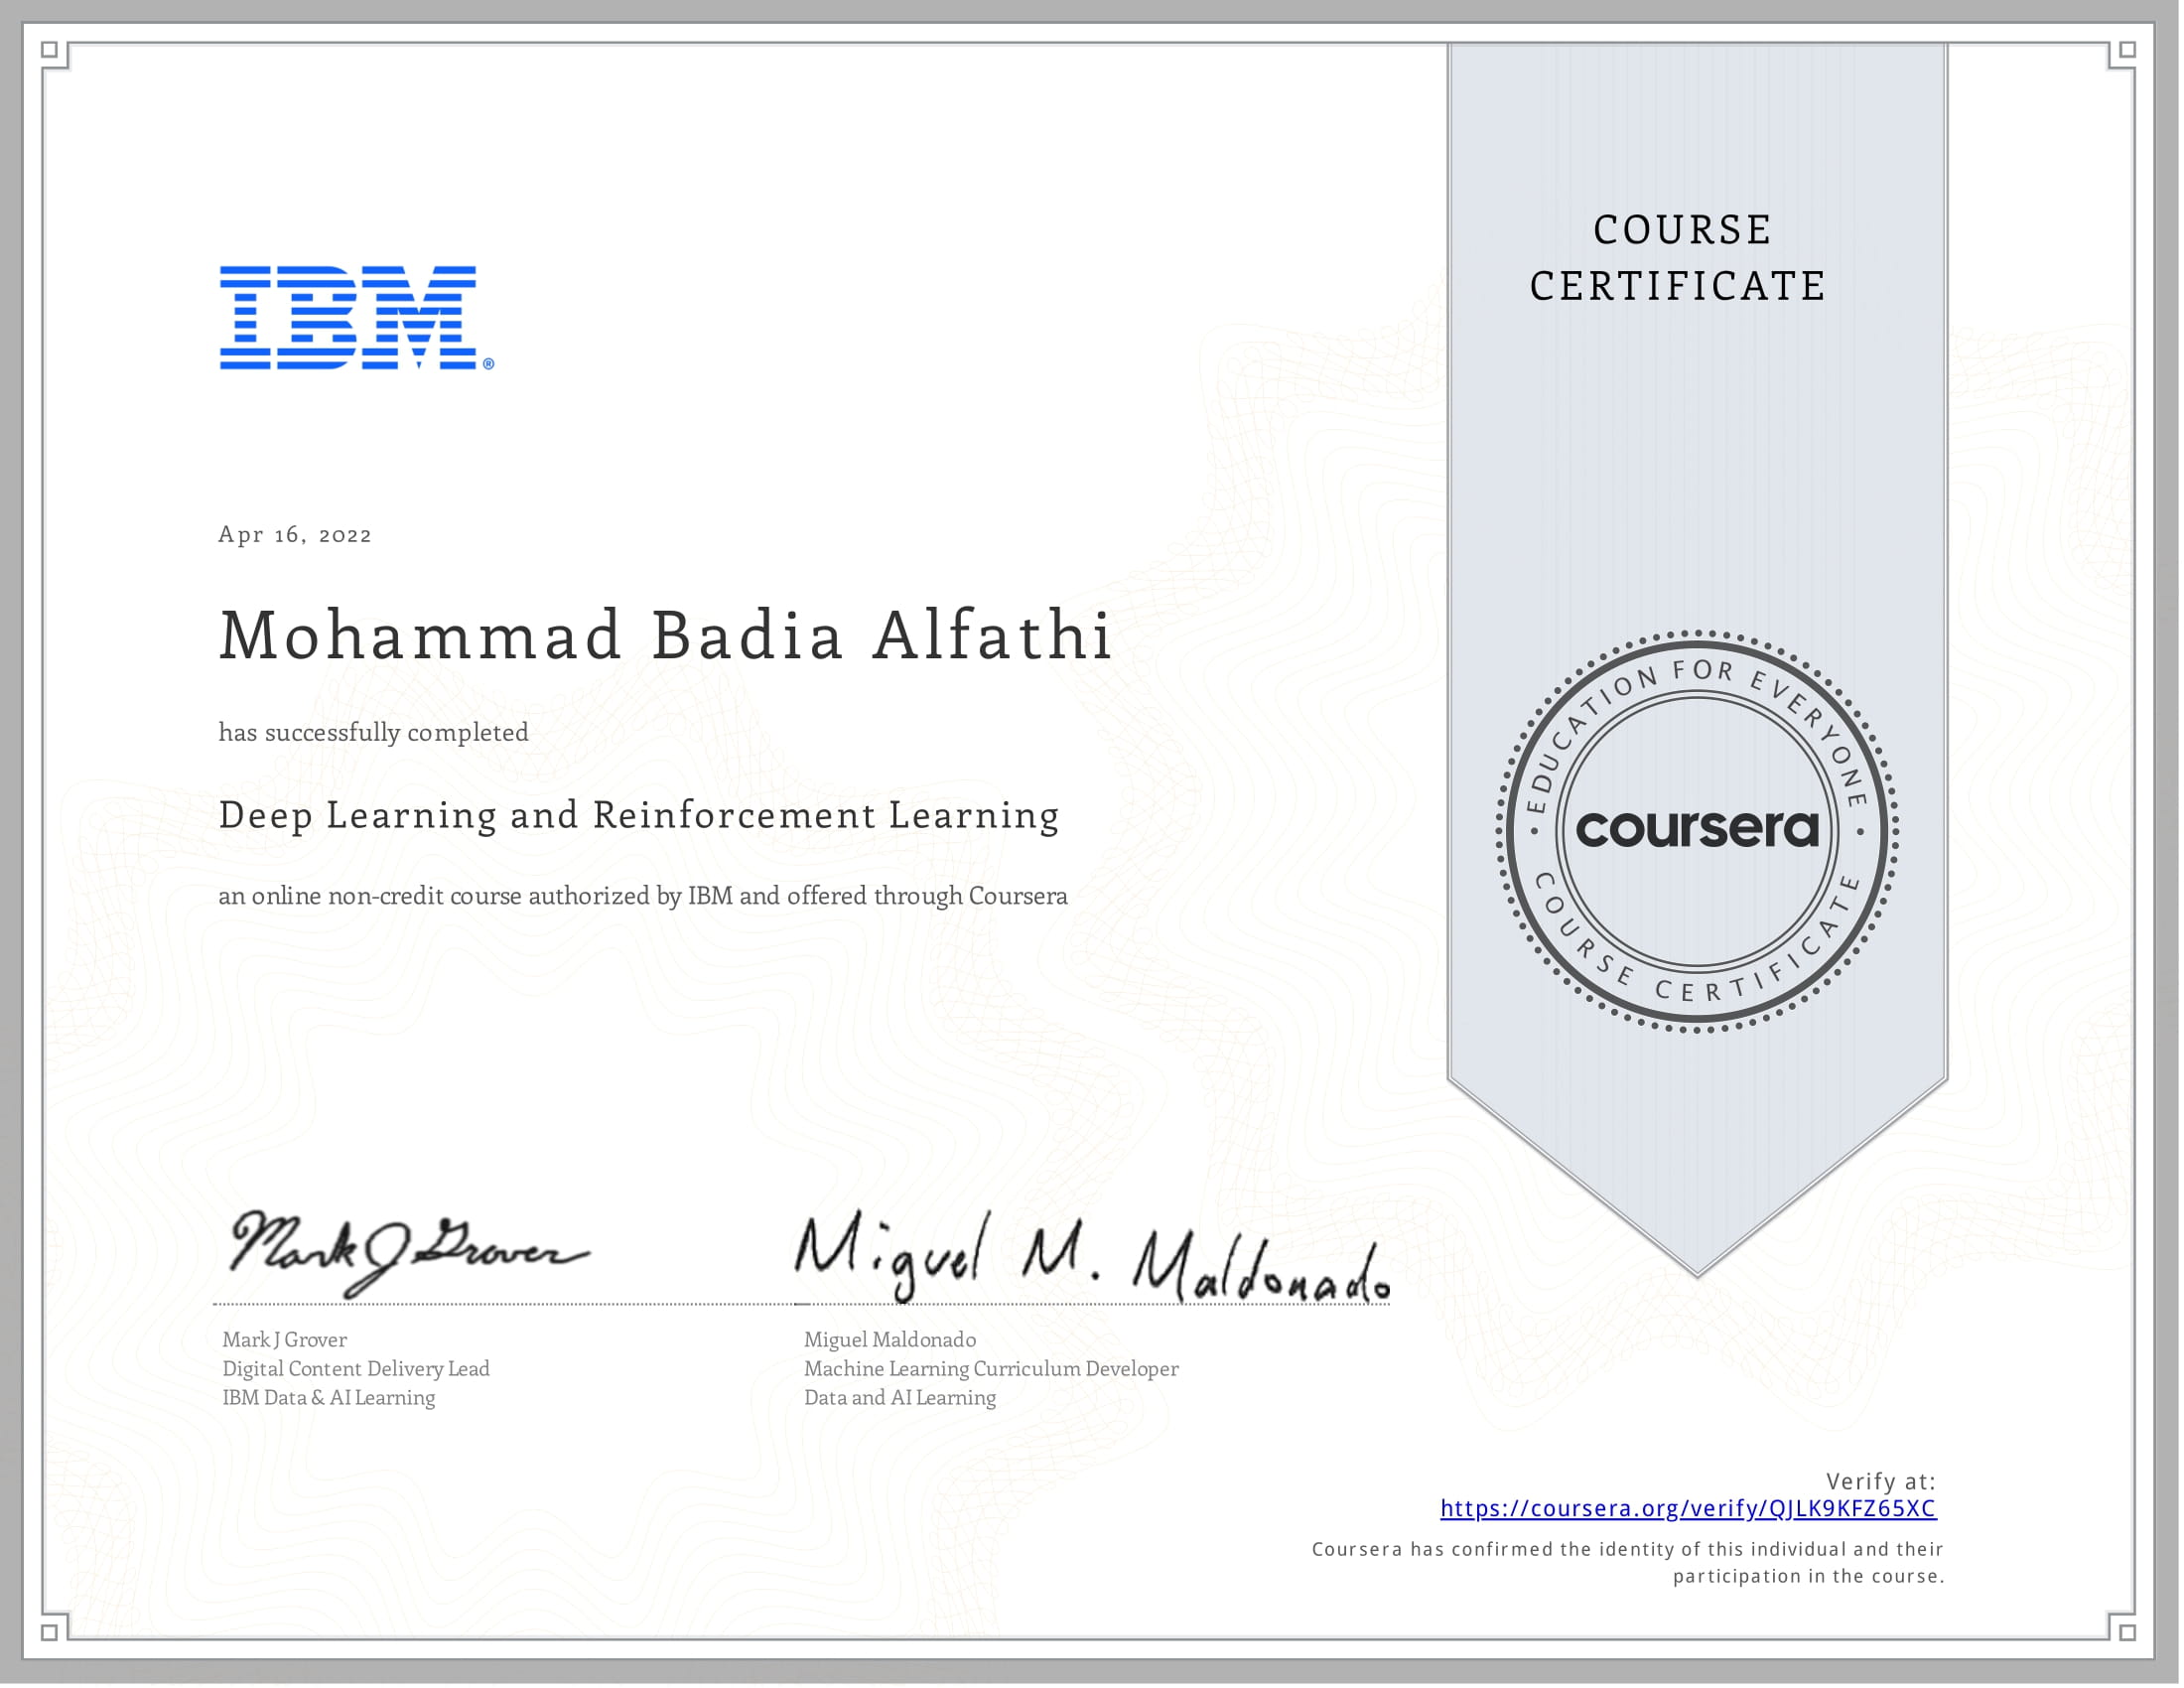 COURSE
CERTIFICATE
IBM®
Apr 16, 2022
Mohammad Badia Alfathi
has successfully completed
Deep Learning and Reinforcement Learning
an online non-credit course authorized by IBM and offered through Coursera
EDUCATION FOR EVERYONE
coursera
COURSE CERTIFICATE
Mark J Grover
Miguel M. Maldonado
Mark J Grover
Digital Content Delivery Lead
IBM Data & AI Learning
Miguel Maldonado
Machine Learning Curriculum Developer
Data and AI Learning
Verify at:
https://coursera.org/verify/QJLK9KFZ65XC
Coursera has confirmed the identity of this individual and their
participation in the course.